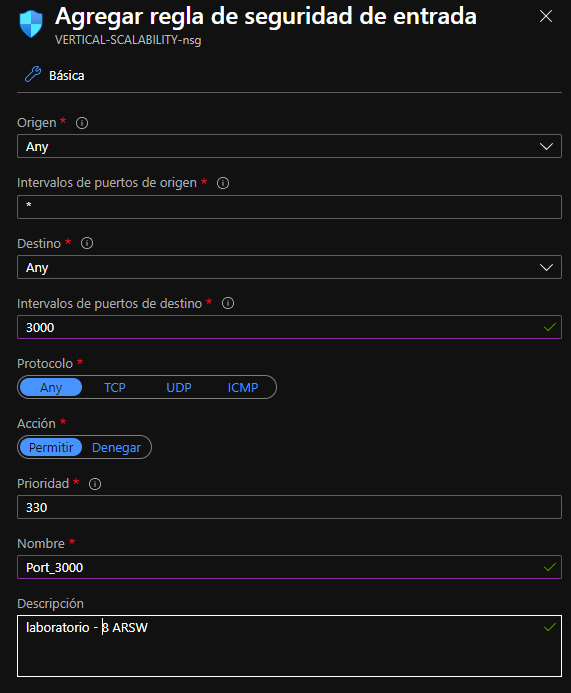 Agregar regla de seguridad de entrada
VERTICAL-SCALABILITY-nsg
Básica
Origen *
Any
Intervalos de puertos de origen *
*
Destino *
Any
Intervalos de puertos de destino *
3000
Protocolo *
Any TCP UDP ICMP
Acción *
Permitir Denegar
Prioridad *
330
Nombre *
Port_3000
Descripción
laboratorio - 8 ARSW